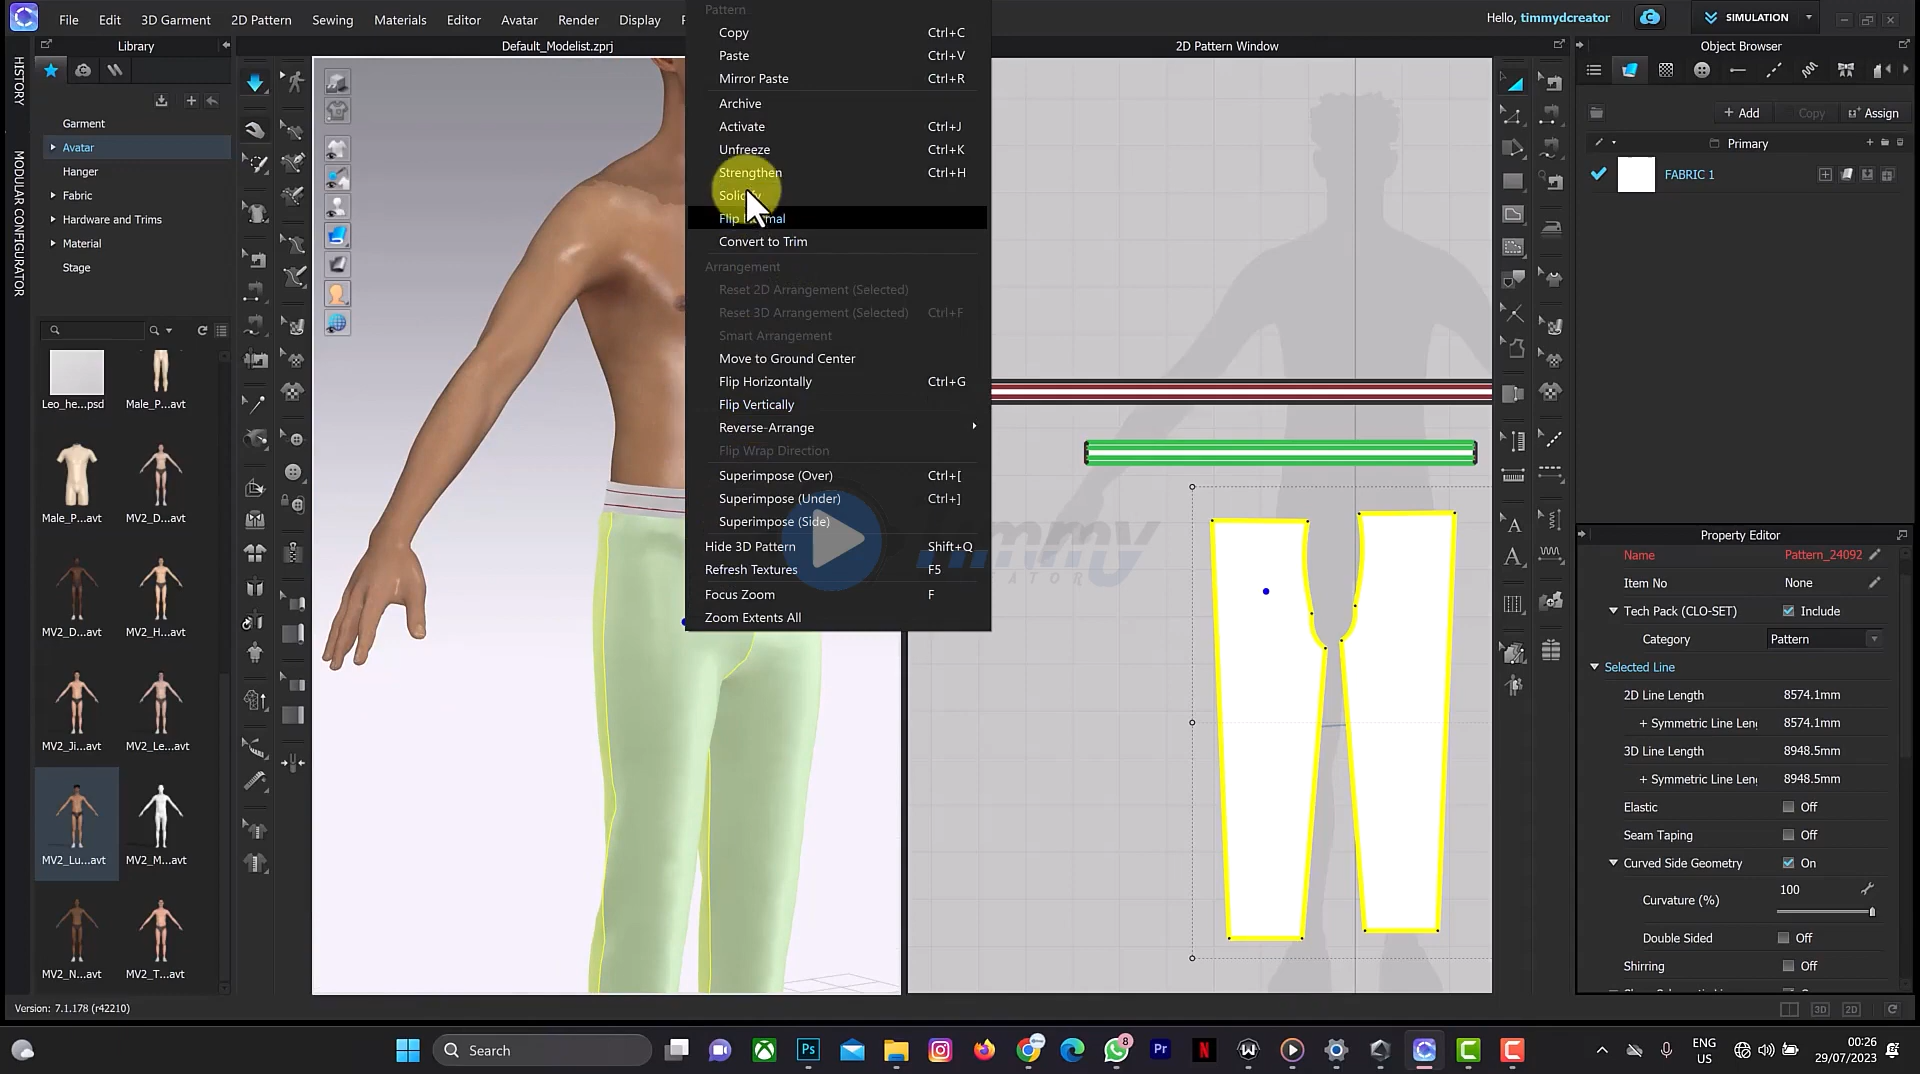 File Edit 3D Garment 2D Pattern Sewing Materials Editor Avatar Render Display
Hello, timmydcreator
SIMULATION
HISTORY
MODULAR CONFIGURATOR
Library
Default_Modelist.zprj
2D Pattern Window
Object Browser
Garment
Avatar
Hanger
Fabric
Hardware and Trims
Material
Stage
Leo_he...psd Male_P...avt
Male_P...avt MV2_D...avt
MV2_D...avt MV2_H...avt
MV2_Ji...avt MV2_Le...avt
MV2_Lu...avt MV2_M...avt
MV2_N...avt MV2_T...avt
Version: 7.1.178 (r42210)
Pattern
Copy Ctrl+C
Paste Ctrl+V
Mirror Paste Ctrl+R
Archive
Activate Ctrl+J
Unfreeze Ctrl+K
Strengthen Ctrl+H
Convert to Trim
Arrangement
Reset 2D Arrangement (Selected)
Reset 3D Arrangement (Selected) Ctrl+F
Smart Arrangement
Move to Ground Center
Flip Horizontally Ctrl+G
Flip Vertically
Reverse-Arrange
Flip Wrap Direction
Superimpose (Over) Ctrl+[
Superimpose (Under) Ctrl+]
Superimpose (Side)
Hide 3D Pattern Shift+Q
Refresh Textures F5
Focus Zoom F
Zoom Extents All
+ Add Copy Assign
Primary
FABRIC 1
Property Editor
Name Pattern_24092
Item No None
Tech Pack (CLO-SET) Include
Category Pattern
Selected Line
2D Line Length 8574.1mm
+ Symmetric Line Leng 8574.1mm
3D Line Length 8948.5mm
+ Symmetric Line Leng 8948.5mm
Elastic Off
Seam Taping Off
Curved Side Geometry On
100
Curvature (%)
Double Sided Off
Shirring Off
3D 2D
Search
8
ENG
US
00:26
29/07/2023